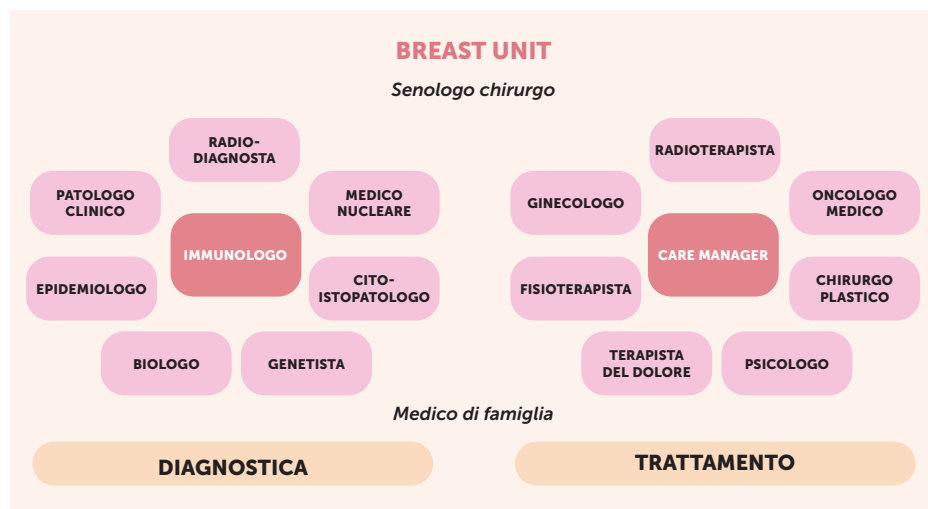 BREAST UNIT
Senologo chirurgo
RADIO-
DIAGNOSTA
PATOLOGO
CLINICO
MEDICO
NUCLEARE
IMMUNOLOGO
EPIDEMIOLOGO
CITO-
ISTOPATOLOGO
BIOLOGO
GENETISTA
RADIOTERAPISTA
GINECOLOGO
ONCOLOGO
MEDICO
CARE MANAGER
FISIOTERAPISTA
CHIRURGO
PLASTICO
TERAPISTA
DEL DOLORE
PSICOLOGO
Medico di famiglia
DIAGNOSTICA
TRATTAMENTO